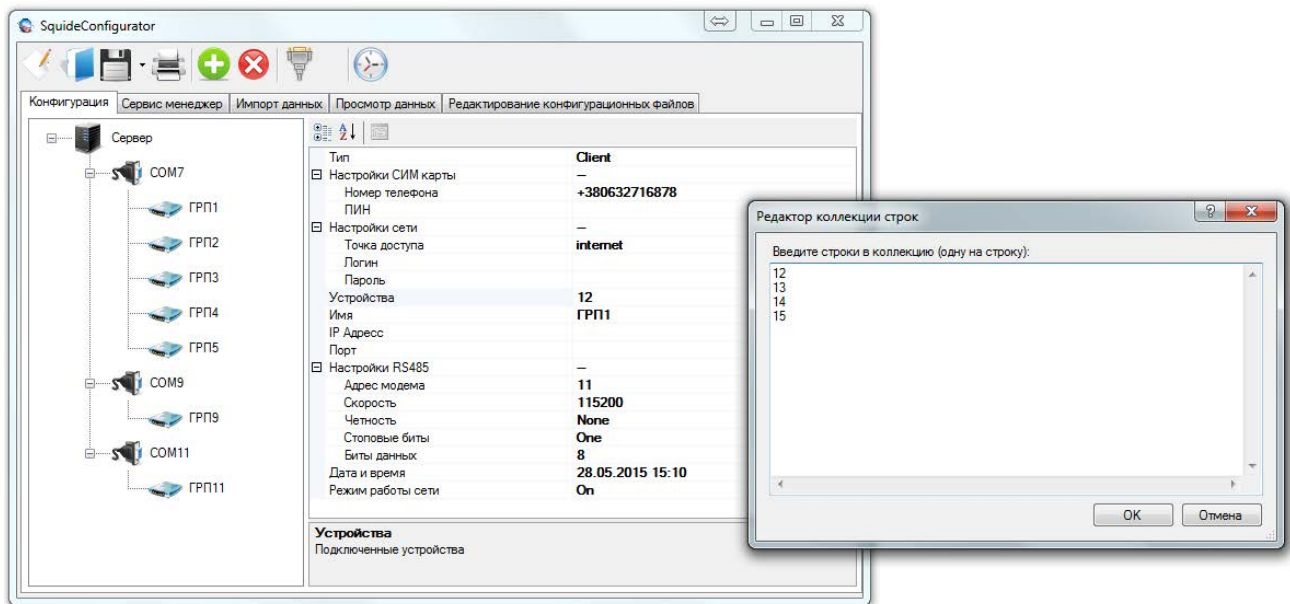 SquideConfigurator
Конфигурация Сервис менеджер Импорт данных Просмотр данных Редактирование конфигурационных файлов
Сервер
COM7
ГРП1
ГРП2
ГРП3
ГРП4
ГРП5
COM9
ГРП9
COM11
ГРП11
Тип Client
Настройки СИМ карты –
Номер телефона +380632716878
ПИН
Настройки сети –
Точка доступа internet
Логин
Пароль
Устройства 12
Имя ГРП1
IP Адресс
Порт
Настройки RS485 –
Адрес модема 11
Скорость 115200
Четность None
Стоповые биты One
Биты данных 8
Дата и время 28.05.2015 15:10
Режим работы сети On
Устройства
Подключенные устройства
Редактор коллекции строк
Введите строки в коллекцию (одну на строку):
12
13
14
15
OK Отмена